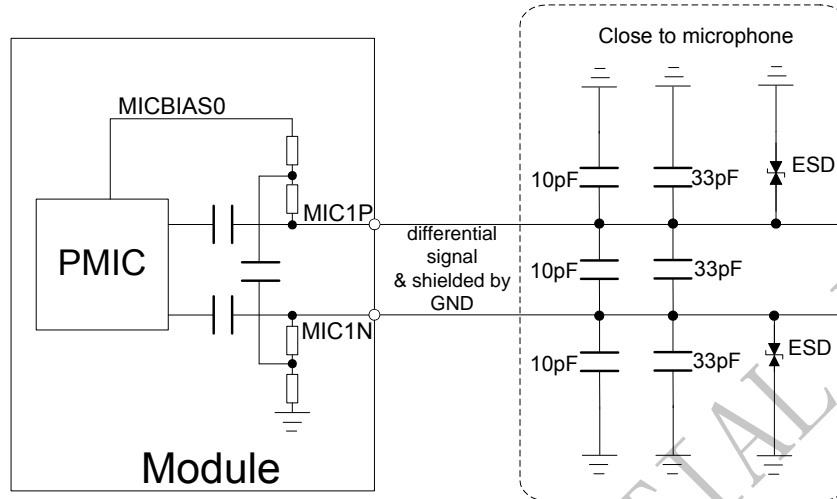 Close to microphone
MICBIAS0
10pF
33pF
ESD
MIC1P
PMIC
differential
signal
& shielded by
GND
10pF
33pF
MIC1N
10pF
33pF
ESD
Module